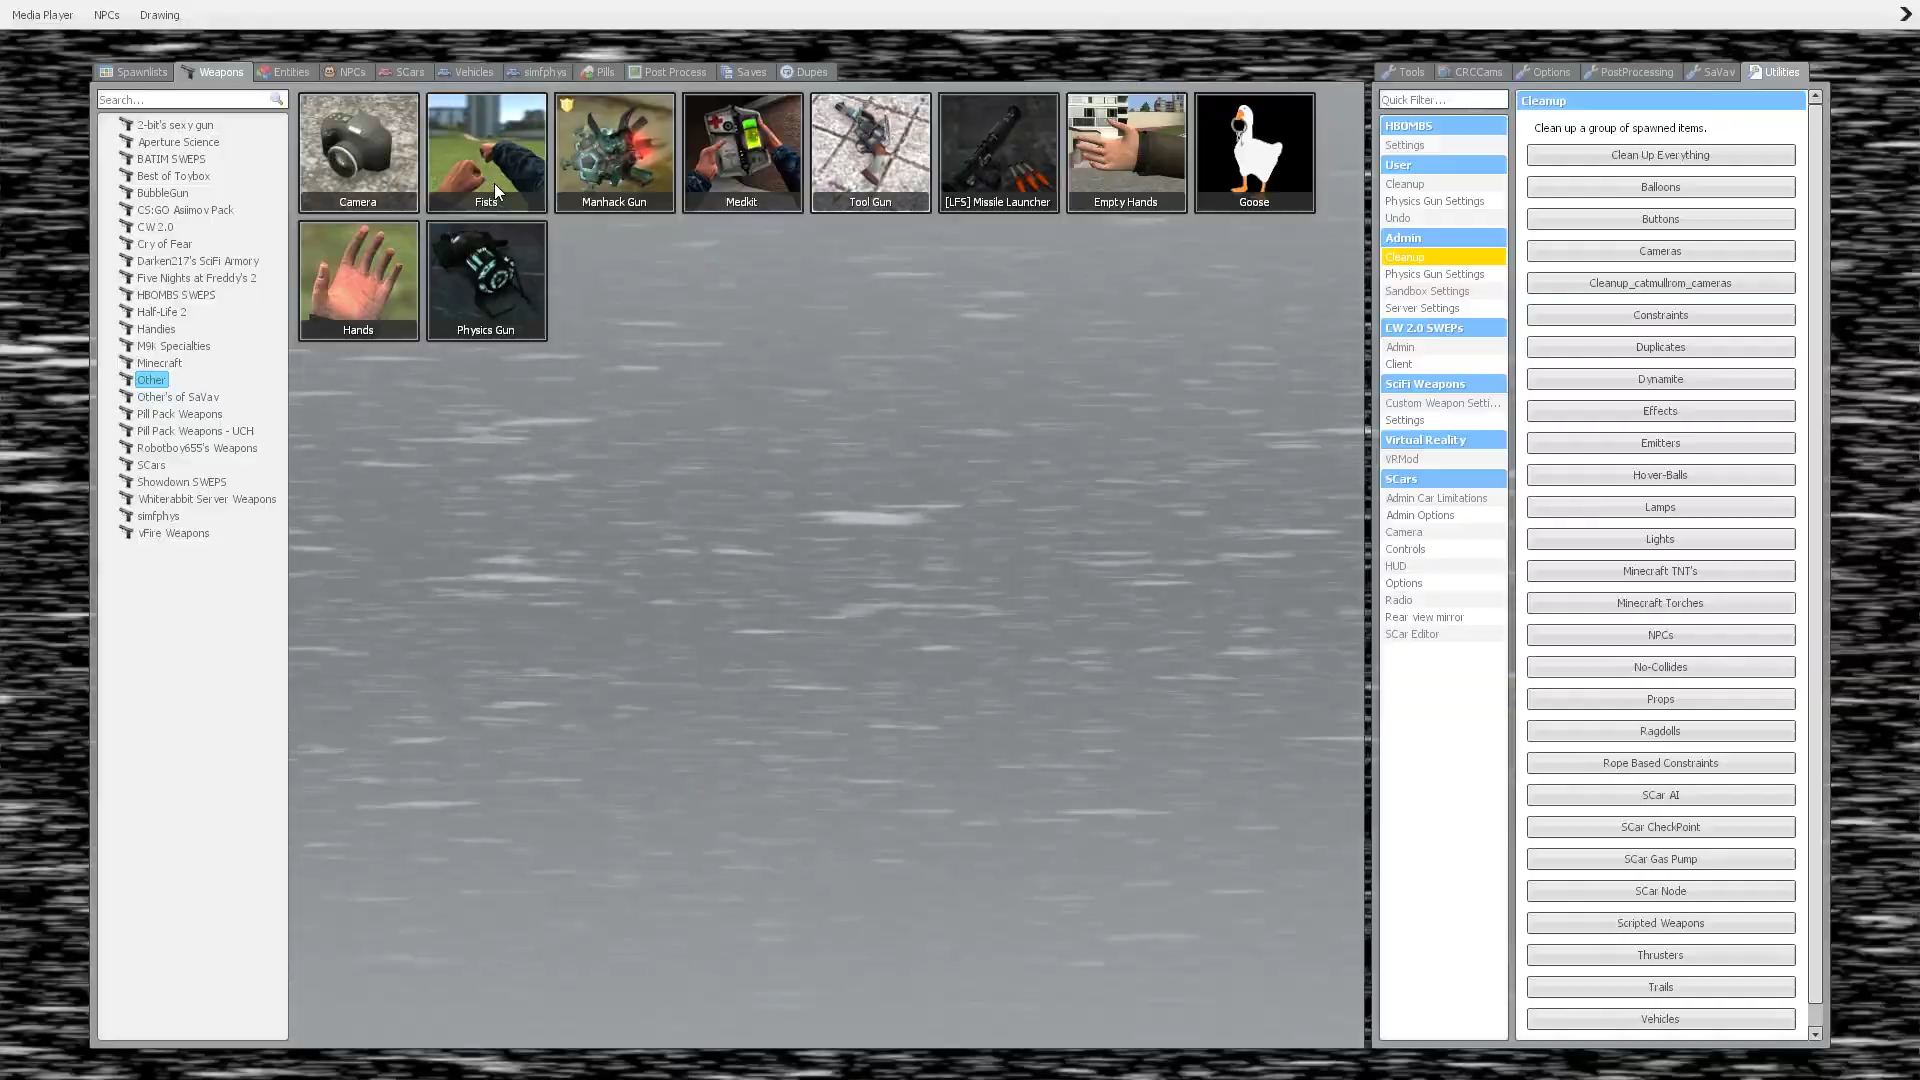 Media Player NPCs Drawing
Spawnlists Weapons Entities NPCs SCars Vehicles simfphys Pills Post Process Saves Dupes
Search...
2-bit's sexy gun
Aperture Science
BATIM SWEPS
Best of Toybox
BubbleGun
CS:GO Asiimov Pack
CW 2.0
Cry of Fear
Darken217's SciFi Armory
Five Nights at Freddy's 2
HBOMBS SWEPS
Half-Life 2
Handies
M9K Specialties
Minecraft
Other
Other's of SaVav
Pill Pack Weapons
Pill Pack Weapons - UCH
Robotboy655's Weapons
SCars
Showdown SWEPS
Whiterabbit Server Weapons
simfphys
vFire Weapons
Camera Fists Manhack Gun Medkit Tool Gun [LFS] Missile Launcher Empty Hands Goose
Hands Physics Gun
Tools CRCCams Options PostProcessing SaVav Utilities
Quick Filter...
HBOMBS
Settings
User
Cleanup
Physics Gun Settings
Undo
Admin
Cleanup
Physics Gun Settings
Sandbox Settings
Server Settings
CW 2.0 SWEPs
Admin
Client
SciFi Weapons
Custom Weapon Setti...
Settings
Virtual Reality
VRMod
SCars
Admin Car Limitations
Admin Options
Camera
Controls
HUD
Options
Radio
Rear view mirror
SCar Editor
Cleanup
Clean up a group of spawned items.
Clean Up Everything
Balloons
Buttons
Cameras
Cleanup_catmullrom_cameras
Constraints
Duplicates
Dynamite
Effects
Emitters
Hover-Balls
Lamps
Lights
Minecraft TNT's
Minecraft Torches
NPCs
No-Collides
Props
Ragdolls
Rope Based Constraints
SCar AI
SCar CheckPoint
SCar Gas Pump
SCar Node
Scripted Weapons
Thrusters
Trails
Vehicles